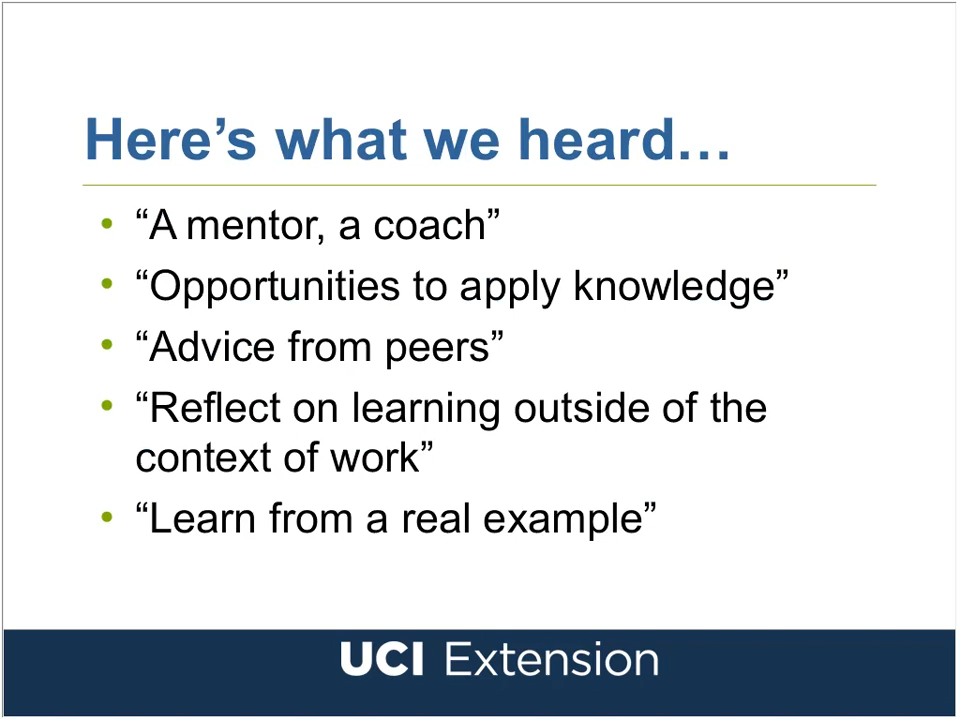 Here’s what we heard…
• “A mentor, a coach”
• “Opportunities to apply knowledge”
• “Advice from peers”
• “Reflect on learning outside of the
context of work”
• “Learn from a real example”
UCI Extension